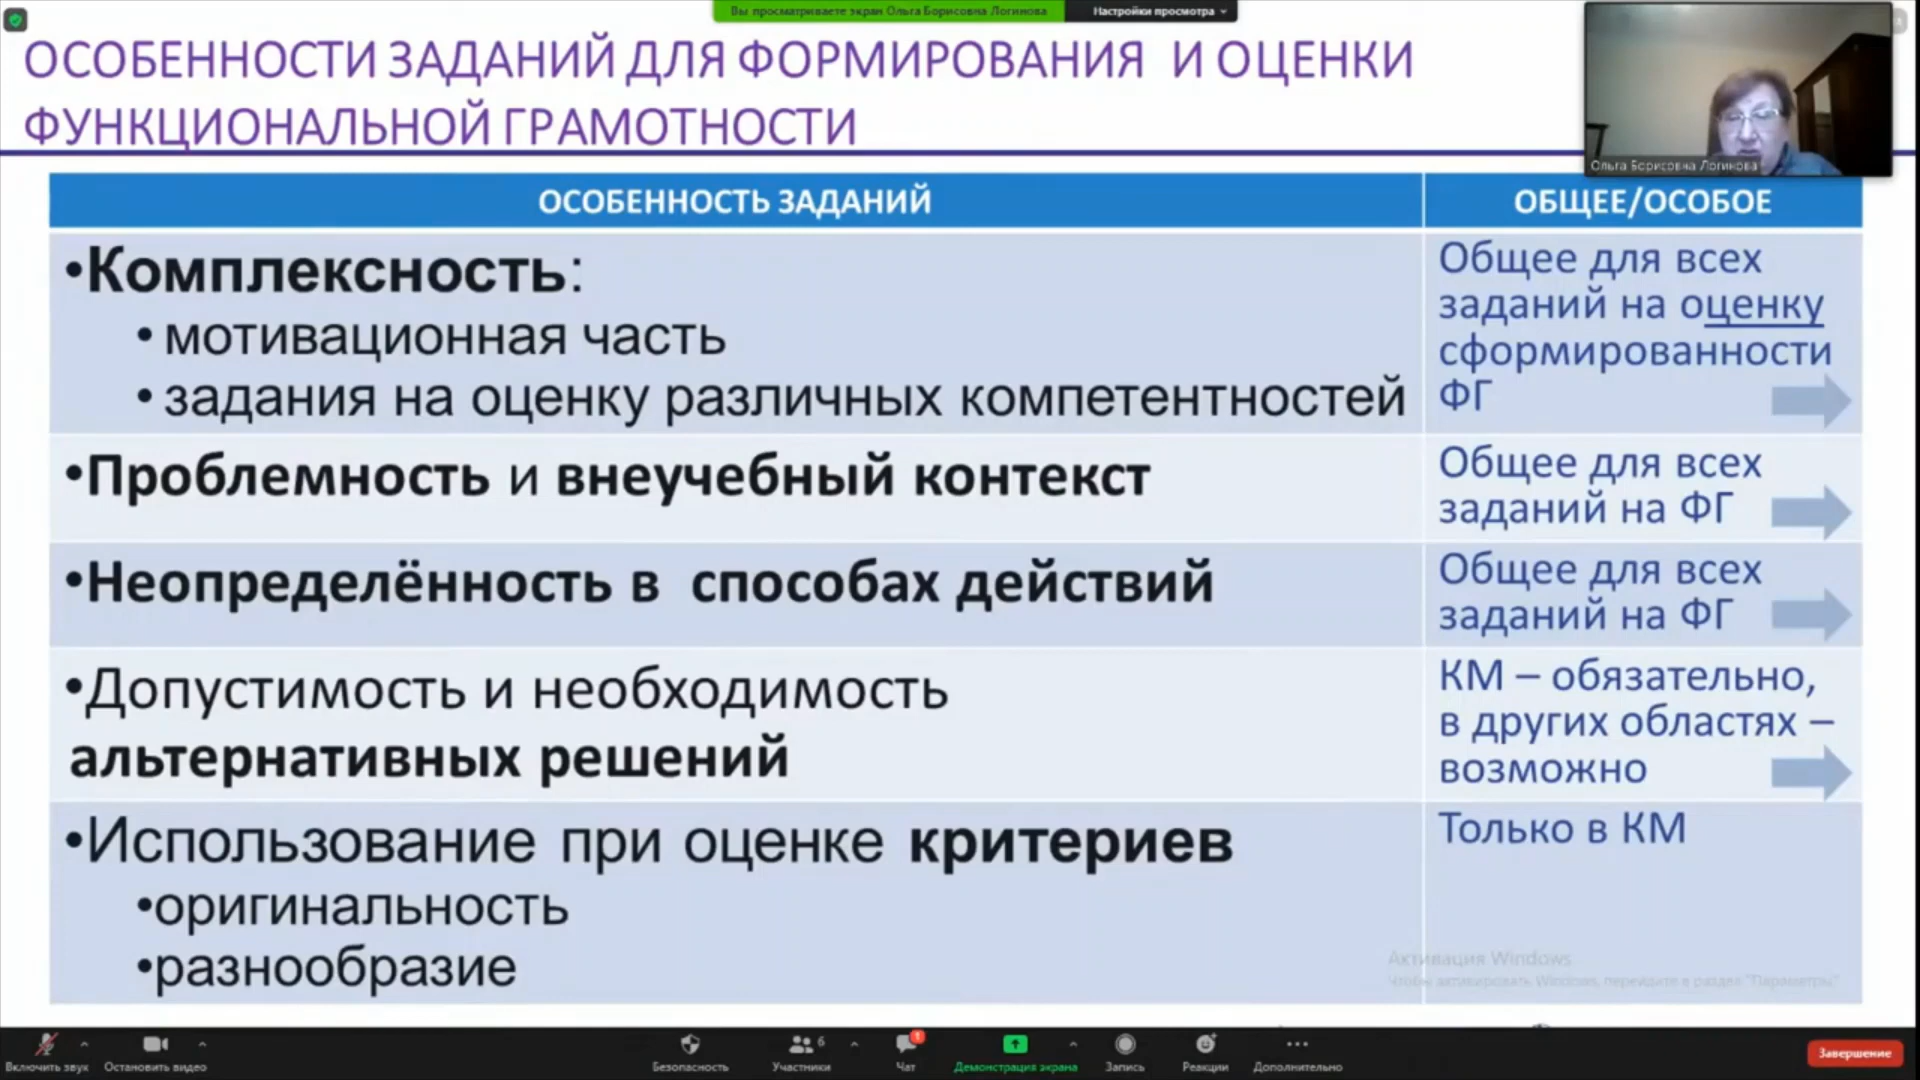 Вы просматриваете экран Ольга Борисовна Логинова
Настройки просмотра
ОСОБЕННОСТИ ЗАДАНИЙ ДЛЯ ФОРМИРОВАНИЯ И ОЦЕНКИ
ФУНКЦИОНАЛЬНОЙ ГРАМОТНОСТИ
Ольга Борисовна Логинова
ОСОБЕННОСТЬ ЗАДАНИЙ
ОБЩЕЕ/ОСОБОЕ
•Комплексность:
• мотивационная часть
• задания на оценку различных компетентностей
Общее для всех
заданий на оценку
сформированности
ФГ
•Проблемность и внеучебный контекст
Общее для всех
заданий на ФГ
•Неопределённость в способах действий
Общее для всех
заданий на ФГ
•Допустимость и необходимость
альтернативных решений
КМ – обязательно,
в других областях –
возможно
•Использование при оценке критериев
•оригинальность
•разнообразие
Только в КМ
Активация Windows
Чтобы активировать Windows, перейдите в раздел "Параметры"
Включить звук
Остановить видео
Безопасность
6
Участники
1
Чат
Демонстрация экрана
Запись
Реакции
Дополнительно
Завершение